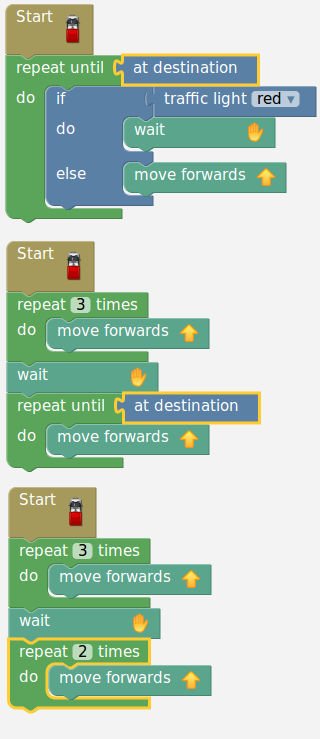 Start
repeat until at destination
do if traffic light red ▾
do wait
else move forwards
Start
repeat 3 times
do move forwards
wait
repeat until at destination
do move forwards
Start
repeat 3 times
do move forwards
wait
repeat 2 times
do move forwards